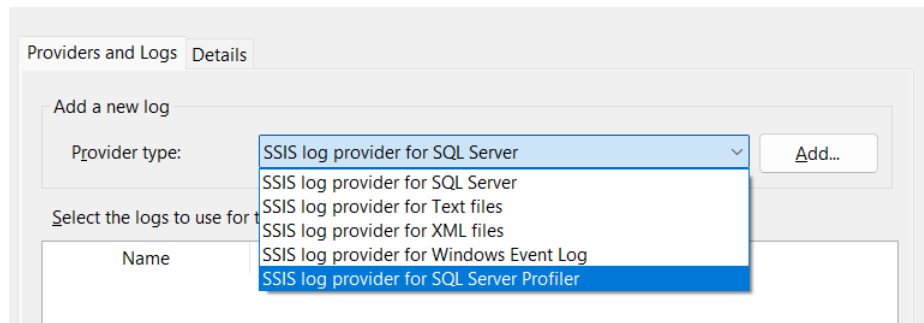 Providers and Logs Details
Add a new log
Provider type: SSIS log provider for SQL Server Add...
SSIS log provider for SQL Server
SSIS log provider for Text files
Select the logs to use for t
SSIS log provider for XML files
Name
SSIS log provider for Windows Event Log
SSIS log provider for SQL Server Profiler